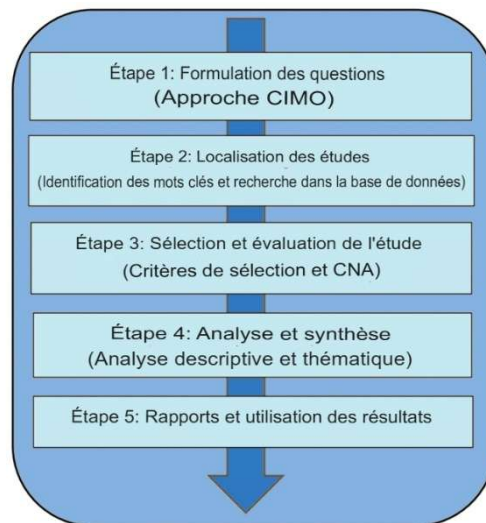 Étape 1: Formulation des questions
(Approche CIMO)
Étape 2: Localisation des études
(Identification des mots clés et recherche dans la base de données)
Étape 3: Sélection et évaluation de l'étude
(Critères de sélection et CNA)
Étape 4: Analyse et synthèse
(Analyse descriptive et thématique)
Étape 5: Rapports et utilisation des résultats